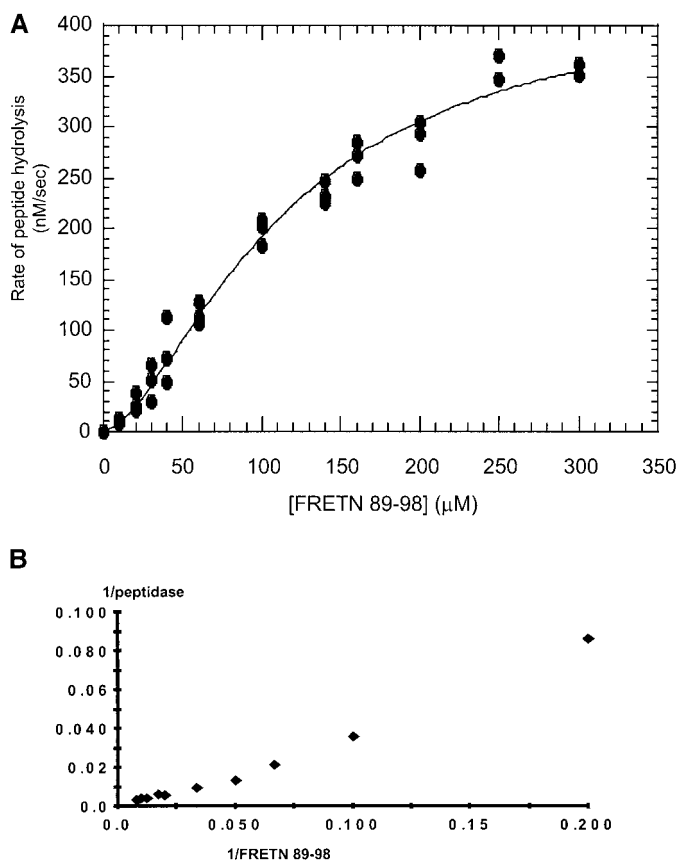 A
400
350
300
250
200
150
100
50
0
Rate of peptide hydrolysis
(nM/sec)
0 50 100 150 200 250 300 350
[FRETN 89-98] (μM)
B
1/peptidase
0.100
0.080
0.06
0.040
0.02
0.0
0.0 0.050 0.100 0.15 0.200
1/FRETN 89-98